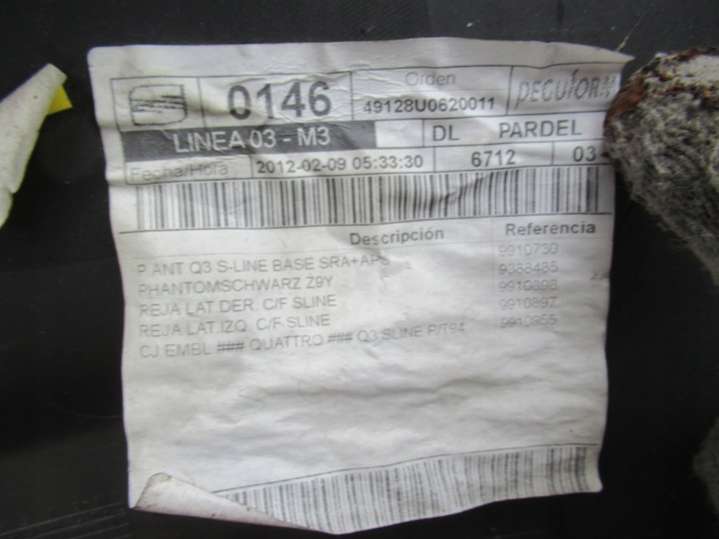 0146
Orden
49128U0620011
DECUFORM
LINEA 03 - M3
DL PARDEL
Fecha/Hora 2012-02-09 05:33:30 6712 03-
Descripción Referencia
P.ANT Q3 S-LINE BASE SRA+APS 9910730
PHANTOMSCHWARZ Z9Y 9388485
REJA LAT.DER. C/F SLINE 9910898
REJA LAT.IZQ. C/F.SLINE 9910897
CJ EMBL ### QUATTRO ### Q3 SLINE 9910855